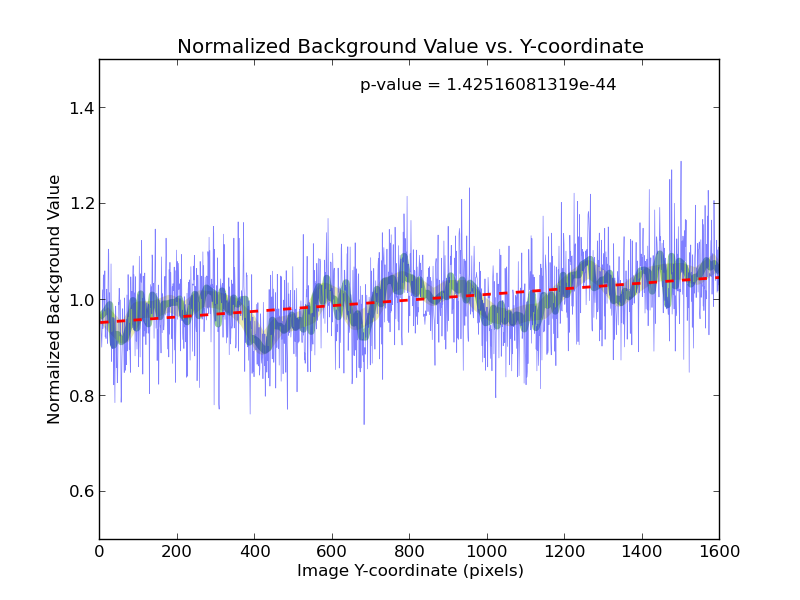 Normalized Background Value vs. Y-coordinate
p-value = 1.42516081319e-44
1.4
1.2
1.0
0.8
0.6
Normalized Background Value
0 200 400 600 800 1000 1200 1400 1600
Image Y-coordinate (pixels)